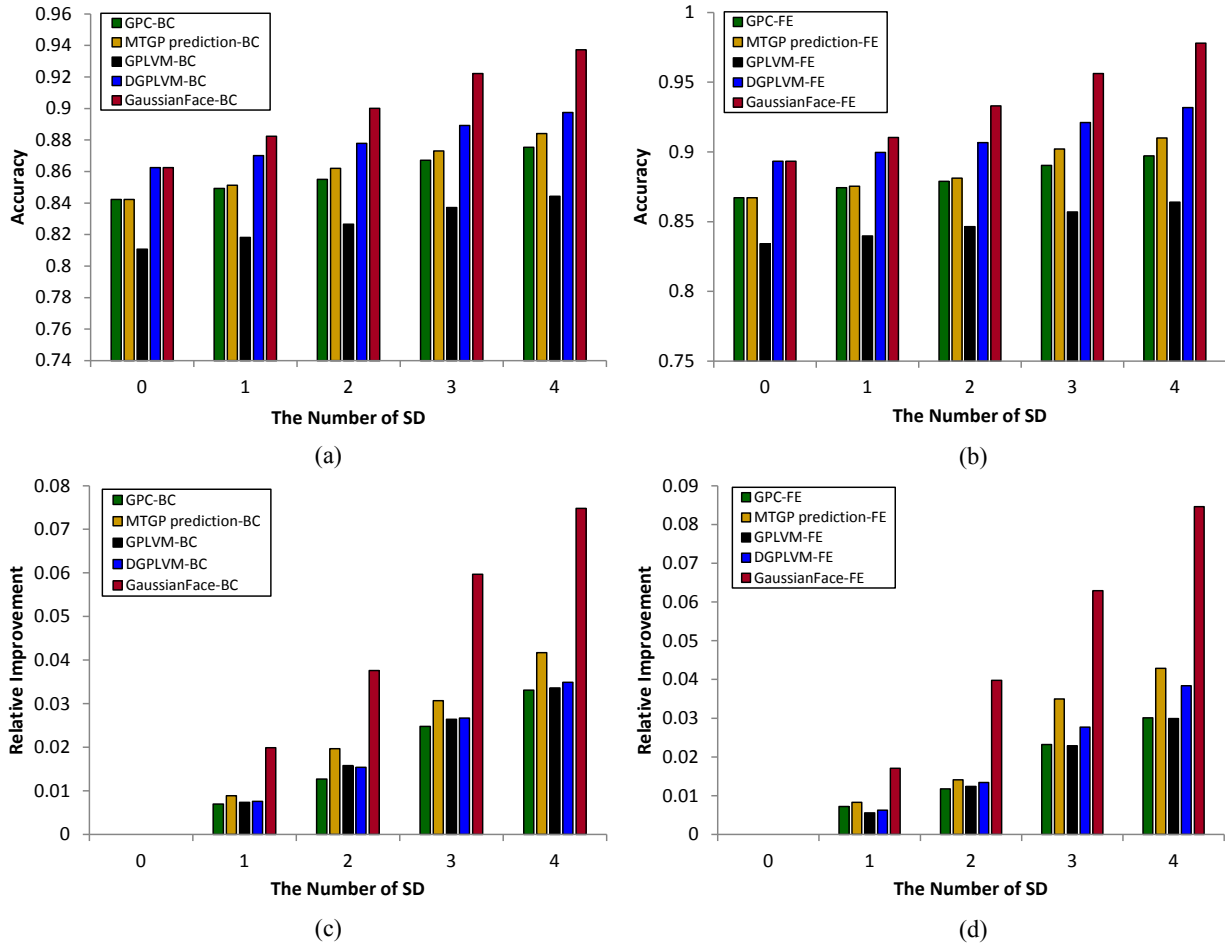 0.96
0.94
0.92
0.9
0.88
0.86
0.84
0.82
0.8
0.78
0.76
0.74
Accuracy
GPC-BC
MTGP prediction-BC
GPLVM-BC
DGPLVM-BC
GaussianFace-BC
0 1 2 3 4
The Number of SD
(a)
1
0.95
0.9
0.85
0.8
0.75
Accuracy
GPC-FE
MTGP prediction-FE
GPLVM-FE
DGPLVM-FE
GaussianFace-FE
0 1 2 3 4
The Number of SD
(b)
0.08
0.07
0.06
0.05
0.04
0.03
0.02
0.01
0
Relative Improvement
GPC-BC
MTGP prediction-BC
GPLVM-BC
DGPLVM-BC
GaussianFace-BC
0 1 2 3 4
The Number of SD
(c)
0.09
0.08
0.07
0.06
0.05
0.04
0.03
0.02
0.01
0
Relative Improvement
GPC-FE
MTGP prediction-FE
GPLVM-FE
DGPLVM-FE
GaussianFace-FE
0 1 2 3 4
The Number of SD
(d)